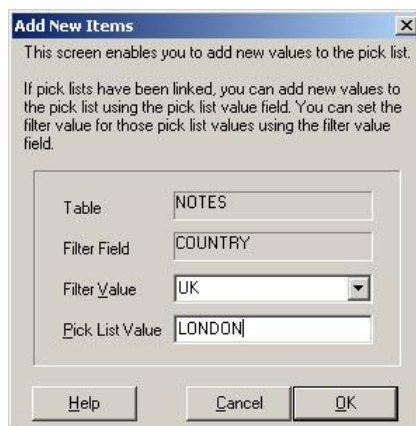 Add New Items
This screen enables you to add new values to the pick list.
If pick lists have been linked, you can add new values to
the pick list using the pick list value field. You can set the
filter value for those pick list values using the filter value
field.
Table NOTES
Filter Field COUNTRY
Filter Value UK
Pick List Value LONDON
Help Cancel OK